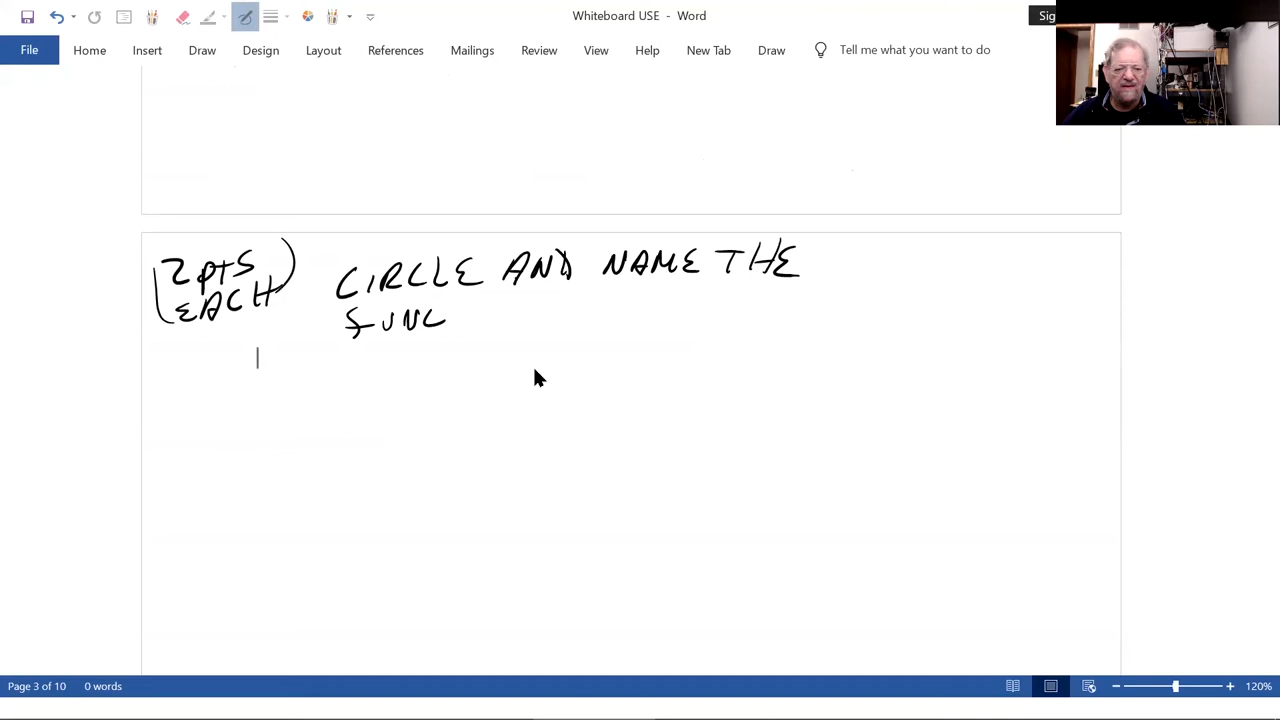 Whiteboard USE - Word
Sig
File Home Insert Draw Design Layout References Mailings Review View Help New Tab Draw Tell me what you want to do
(2 PTS EACH) CIRCLE AND NAME THE
FUNC
Page 3 of 10 0 words 120%